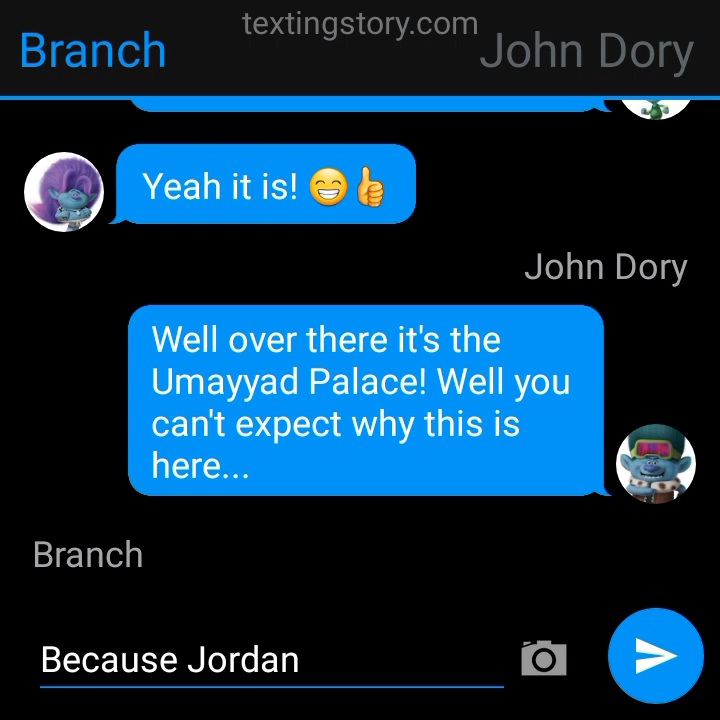 textingstory.com
Branch
John Dory
Yeah it is! 😁👍
John Dory
Well over there it's the
Umayyad Palace! Well you
can't expect why this is
here...
Branch
Because Jordan